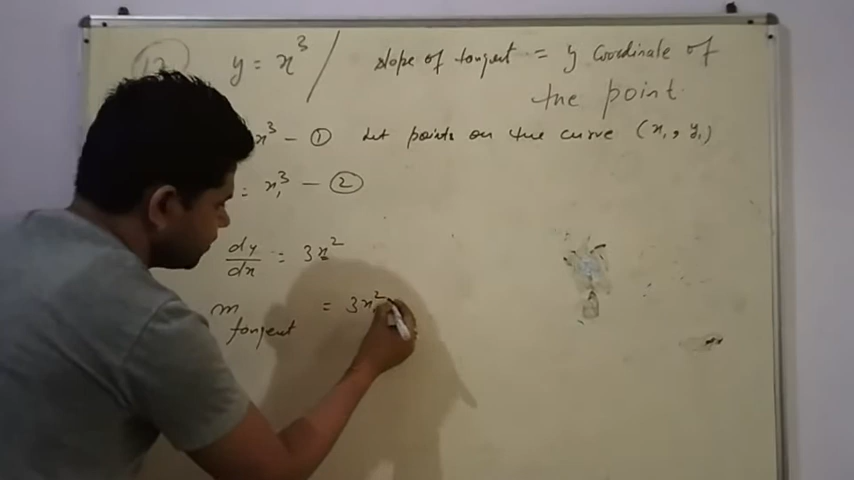 17 y = x³ / slope of tangent = y coordinate of
the point.
x³ – ① Let points on the curve (x₁, y₁)
= x₁³ – ②
dy/dx = 3x²
m tangent = 3x²